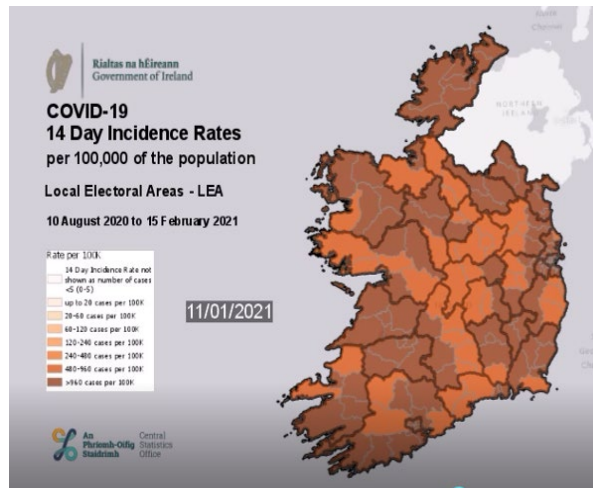 Rialtas na hÉireann
Government of Ireland
COVID-19
14 Day Incidence Rates
per 100,000 of the population
Local Electoral Areas - LEA
10 August 2020 to 15 February 2021
Rate per 100K
14 Day Incidence Rate not
shown as number of cases
<5 (0-5)
up to 20 cases per 100K
20-60 cases per 100K
60-120 cases per 100K
120-240 cases per 100K
240-480 cases per 100K
480-960 cases per 100K
>960 cases per 100K
11/01/2021
NORTHERN
IRELAND
Channel
An
Phríomh-Oifig
Staidrimh
Central
Statistics
Office